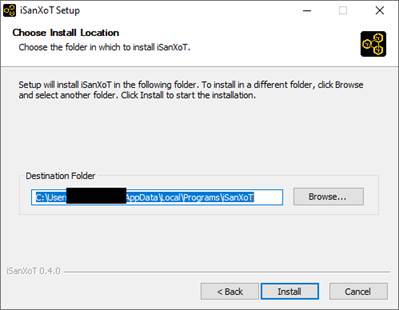 iSanXoT Setup
Choose Install Location
Choose the folder in which to install iSanXoT.
Setup will install iSanXoT in the following folder. To install in a different folder, click Browse
and select another folder. Click Install to start the installation.
Destination Folder
C:\User AppData\Local\Programs\iSanXoT
Browse...
iSanXoT 0.4.0
< Back
Install
Cancel